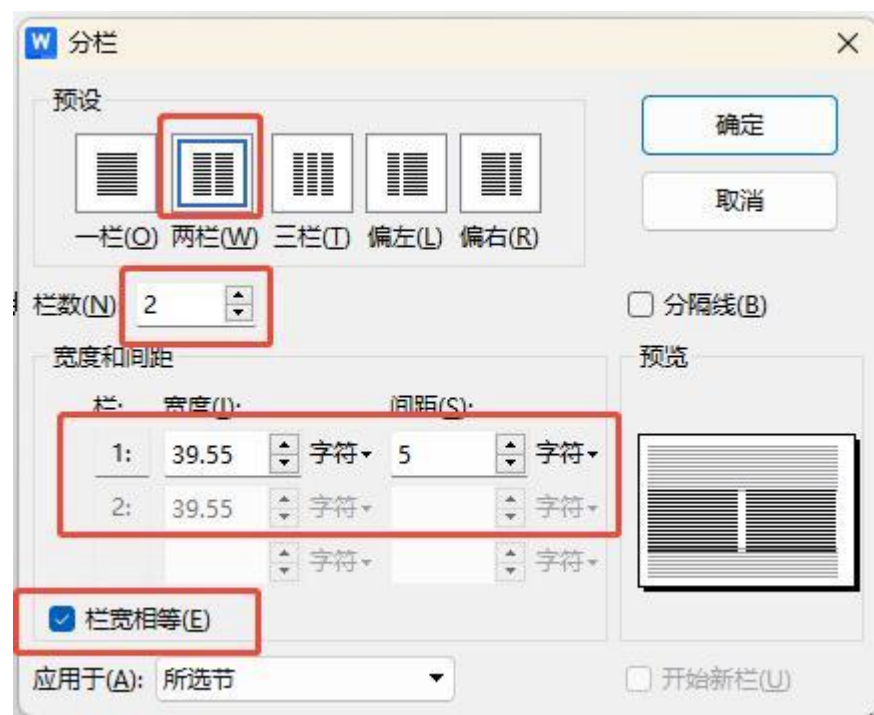 分栏
预设
确定
取消
一栏(O) 两栏(W) 三栏(T) 偏左(L) 偏右(R)
栏数(N): 2
分隔线(B)
宽度和间距
预览
栏: 宽度(I): 间距(S):
1: 39.55 字符 5 字符
2: 39.55 字符 字符
字符 字符
栏宽相等(E)
应用于(A): 所选节
开始新栏(U)